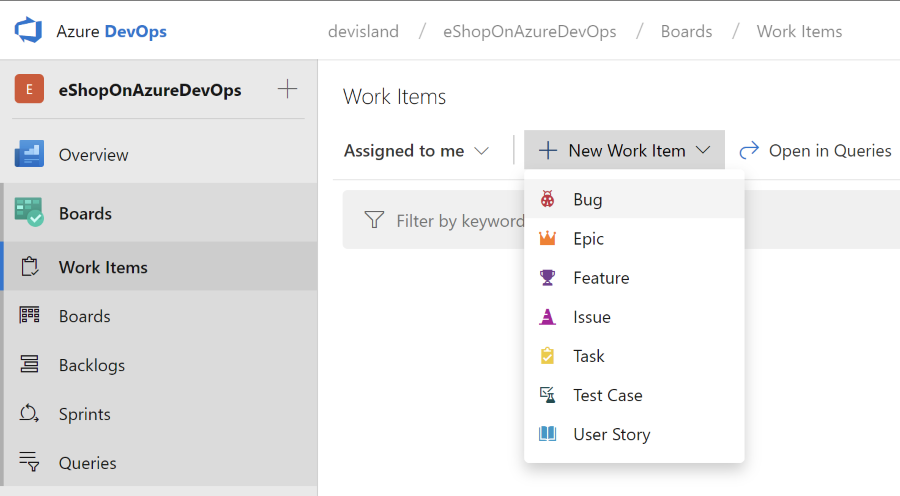 Azure DevOps
devisland / eShopOnAzureDevOps / Boards / Work Items
E eShopOnAzureDevOps
Overview
Boards
Work Items
Boards
Backlogs
Sprints
Queries
Work Items
Assigned to me
New Work Item
Open in Queries
Filter by keyword
Bug
Epic
Feature
Issue
Task
Test Case
User Story